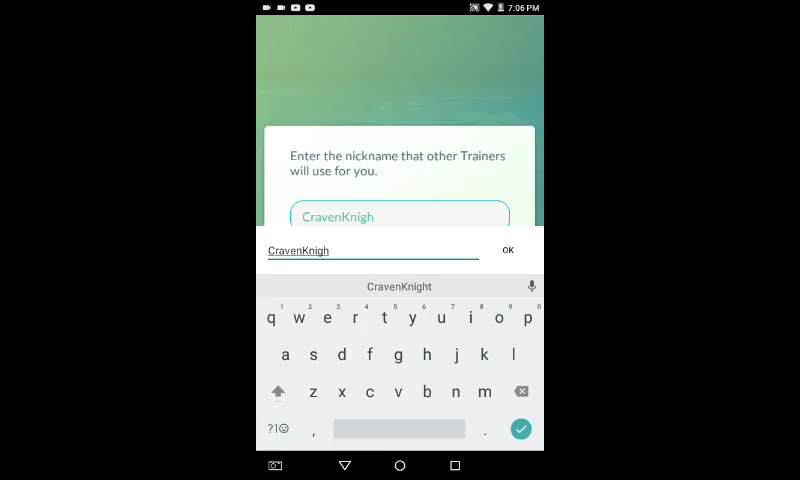 7:06 PM
Enter the nickname that other Trainers
will use for you.
CravenKnigh
CravenKnigh OK
CravenKnight
1 2 3 4 5 6 7 8 9 0
q w e r t y u i o p
a s d f g h j k l
z x c v b n m
?1☺ , .